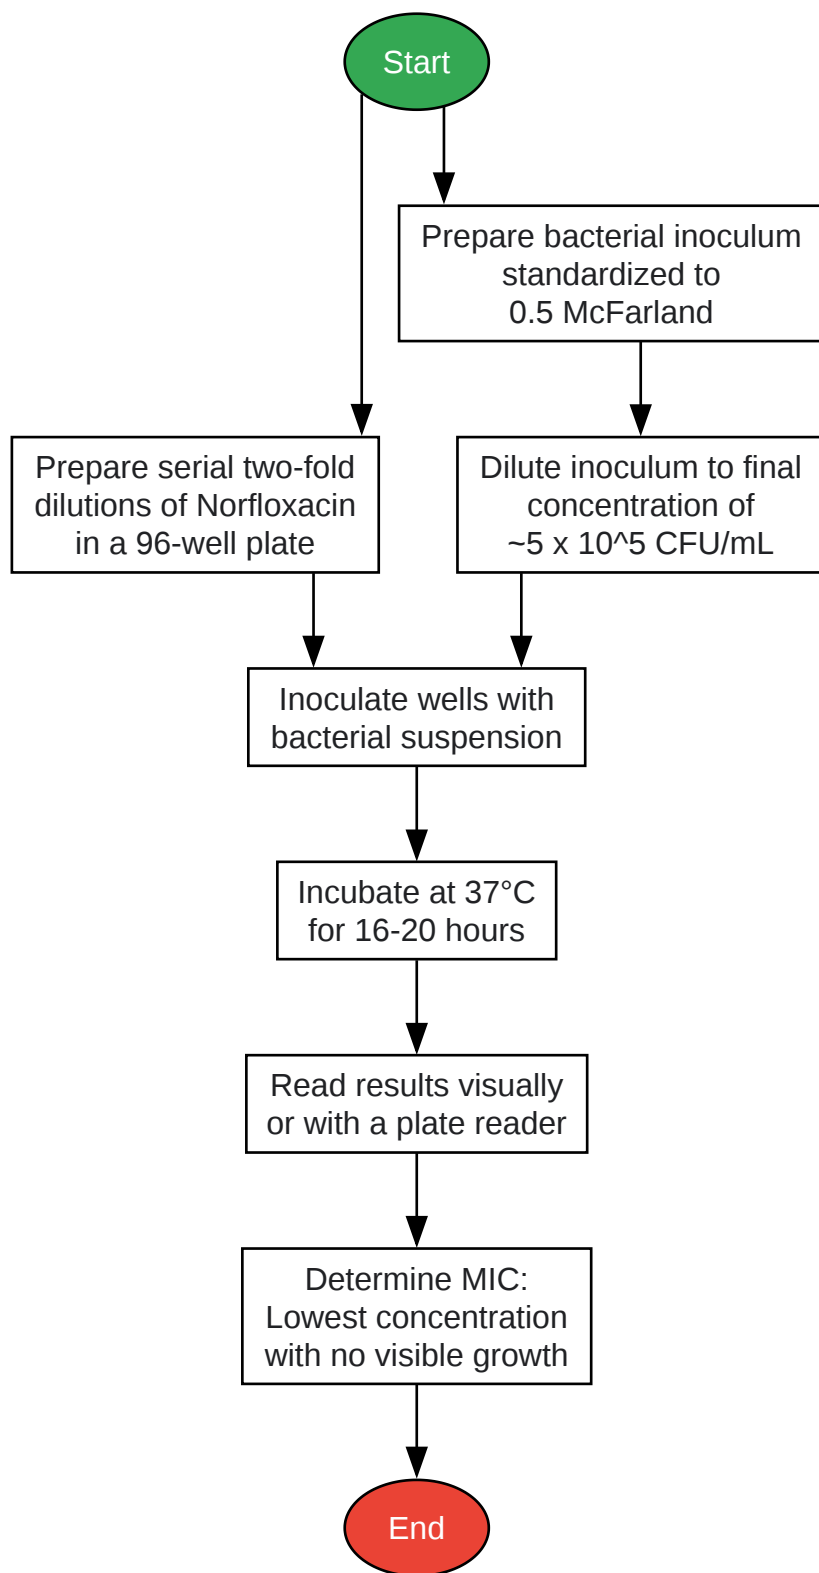 Start
Prepare bacterial inoculum
standardized to
0.5 McFarland
Prepare serial two-fold
dilutions of Norfloxacin
in a 96-well plate
Dilute inoculum to final
concentration of
~5 x 10^5 CFU/mL
Inoculate wells with
bacterial suspension
Incubate at 37°C
for 16-20 hours
Read results visually
or with a plate reader
Determine MIC:
Lowest concentration
with no visible growth
End